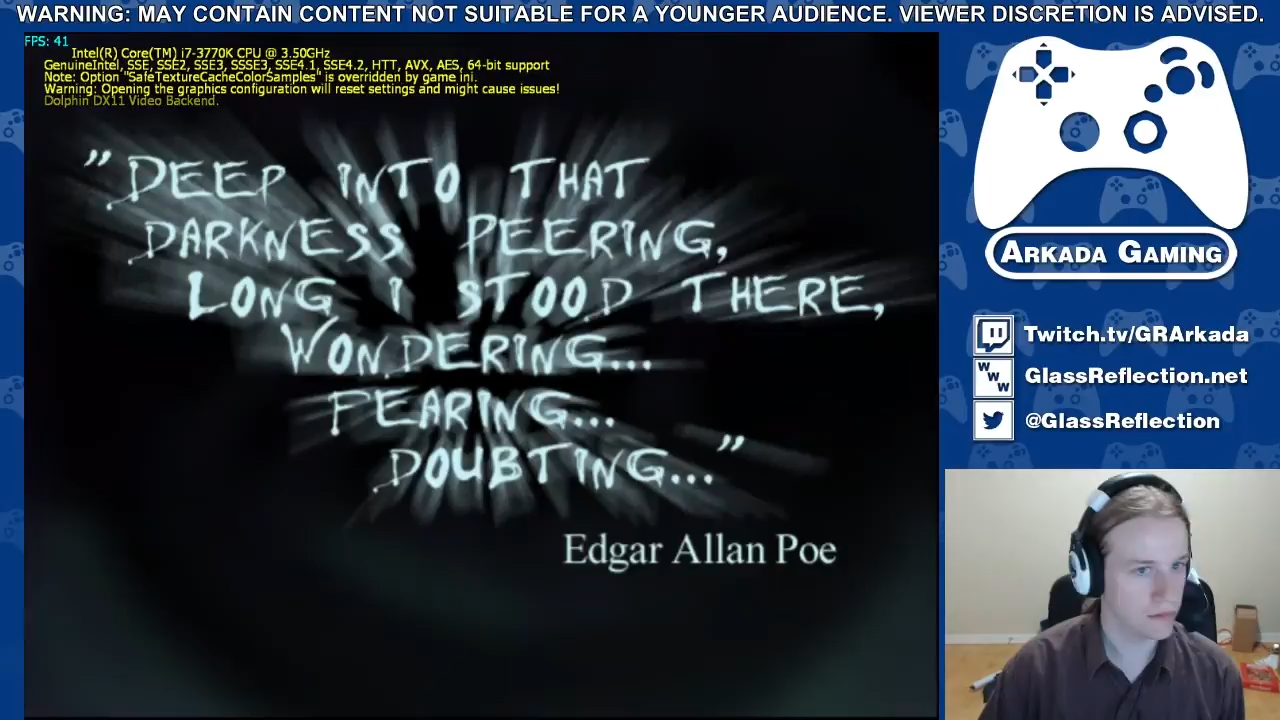 WARNING: MAY CONTAIN CONTENT NOT SUITABLE FOR A YOUNGER AUDIENCE. VIEWER DISCRETION IS ADVISED.
FPS: 41
Intel(R) Core(TM) i7-3770K CPU @ 3.50GHz
GenuineIntel, SSE, SSE2, SSE3, SSSE3, SSE4.1, SSE4.2, HTT, AVX, AES, 64-bit support
Note: Option "SafeTextureCacheColorSamples" is overridden by game ini.
Warning: Opening the graphics configuration will reset settings and might cause issues!
Dolphin DX11 Video Backend.
"DEEP INTO THAT
DARKNESS PEERING,
LONG I STOOD THERE,
WONDERING...
FEARING...
DOUBTING..."
Edgar Allan Poe
ARKADA GAMING
Twitch.tv/GRArkada
WWW
GlassReflection.net
@GlassReflection